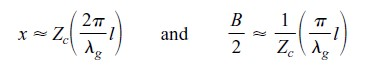 x ≈ Z_c(2π/λ_g l) and B/2 ≈ 1/Z_c(π/λ_g l)